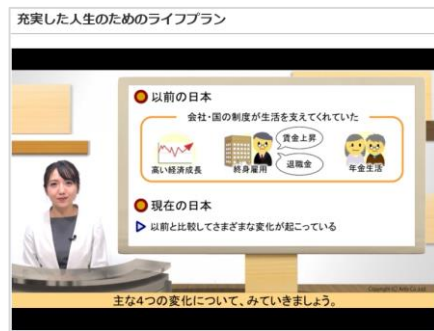 充実した人生のためのライフプラン
以前の日本
会社・国の制度が生活を支えてくれていた
賃金上昇
退職金
高い経済成長
終身雇用
年金生活
現在の日本
以前と比較してさまざまな変化が起こっている
主な4つの変化について、みていきましょう。